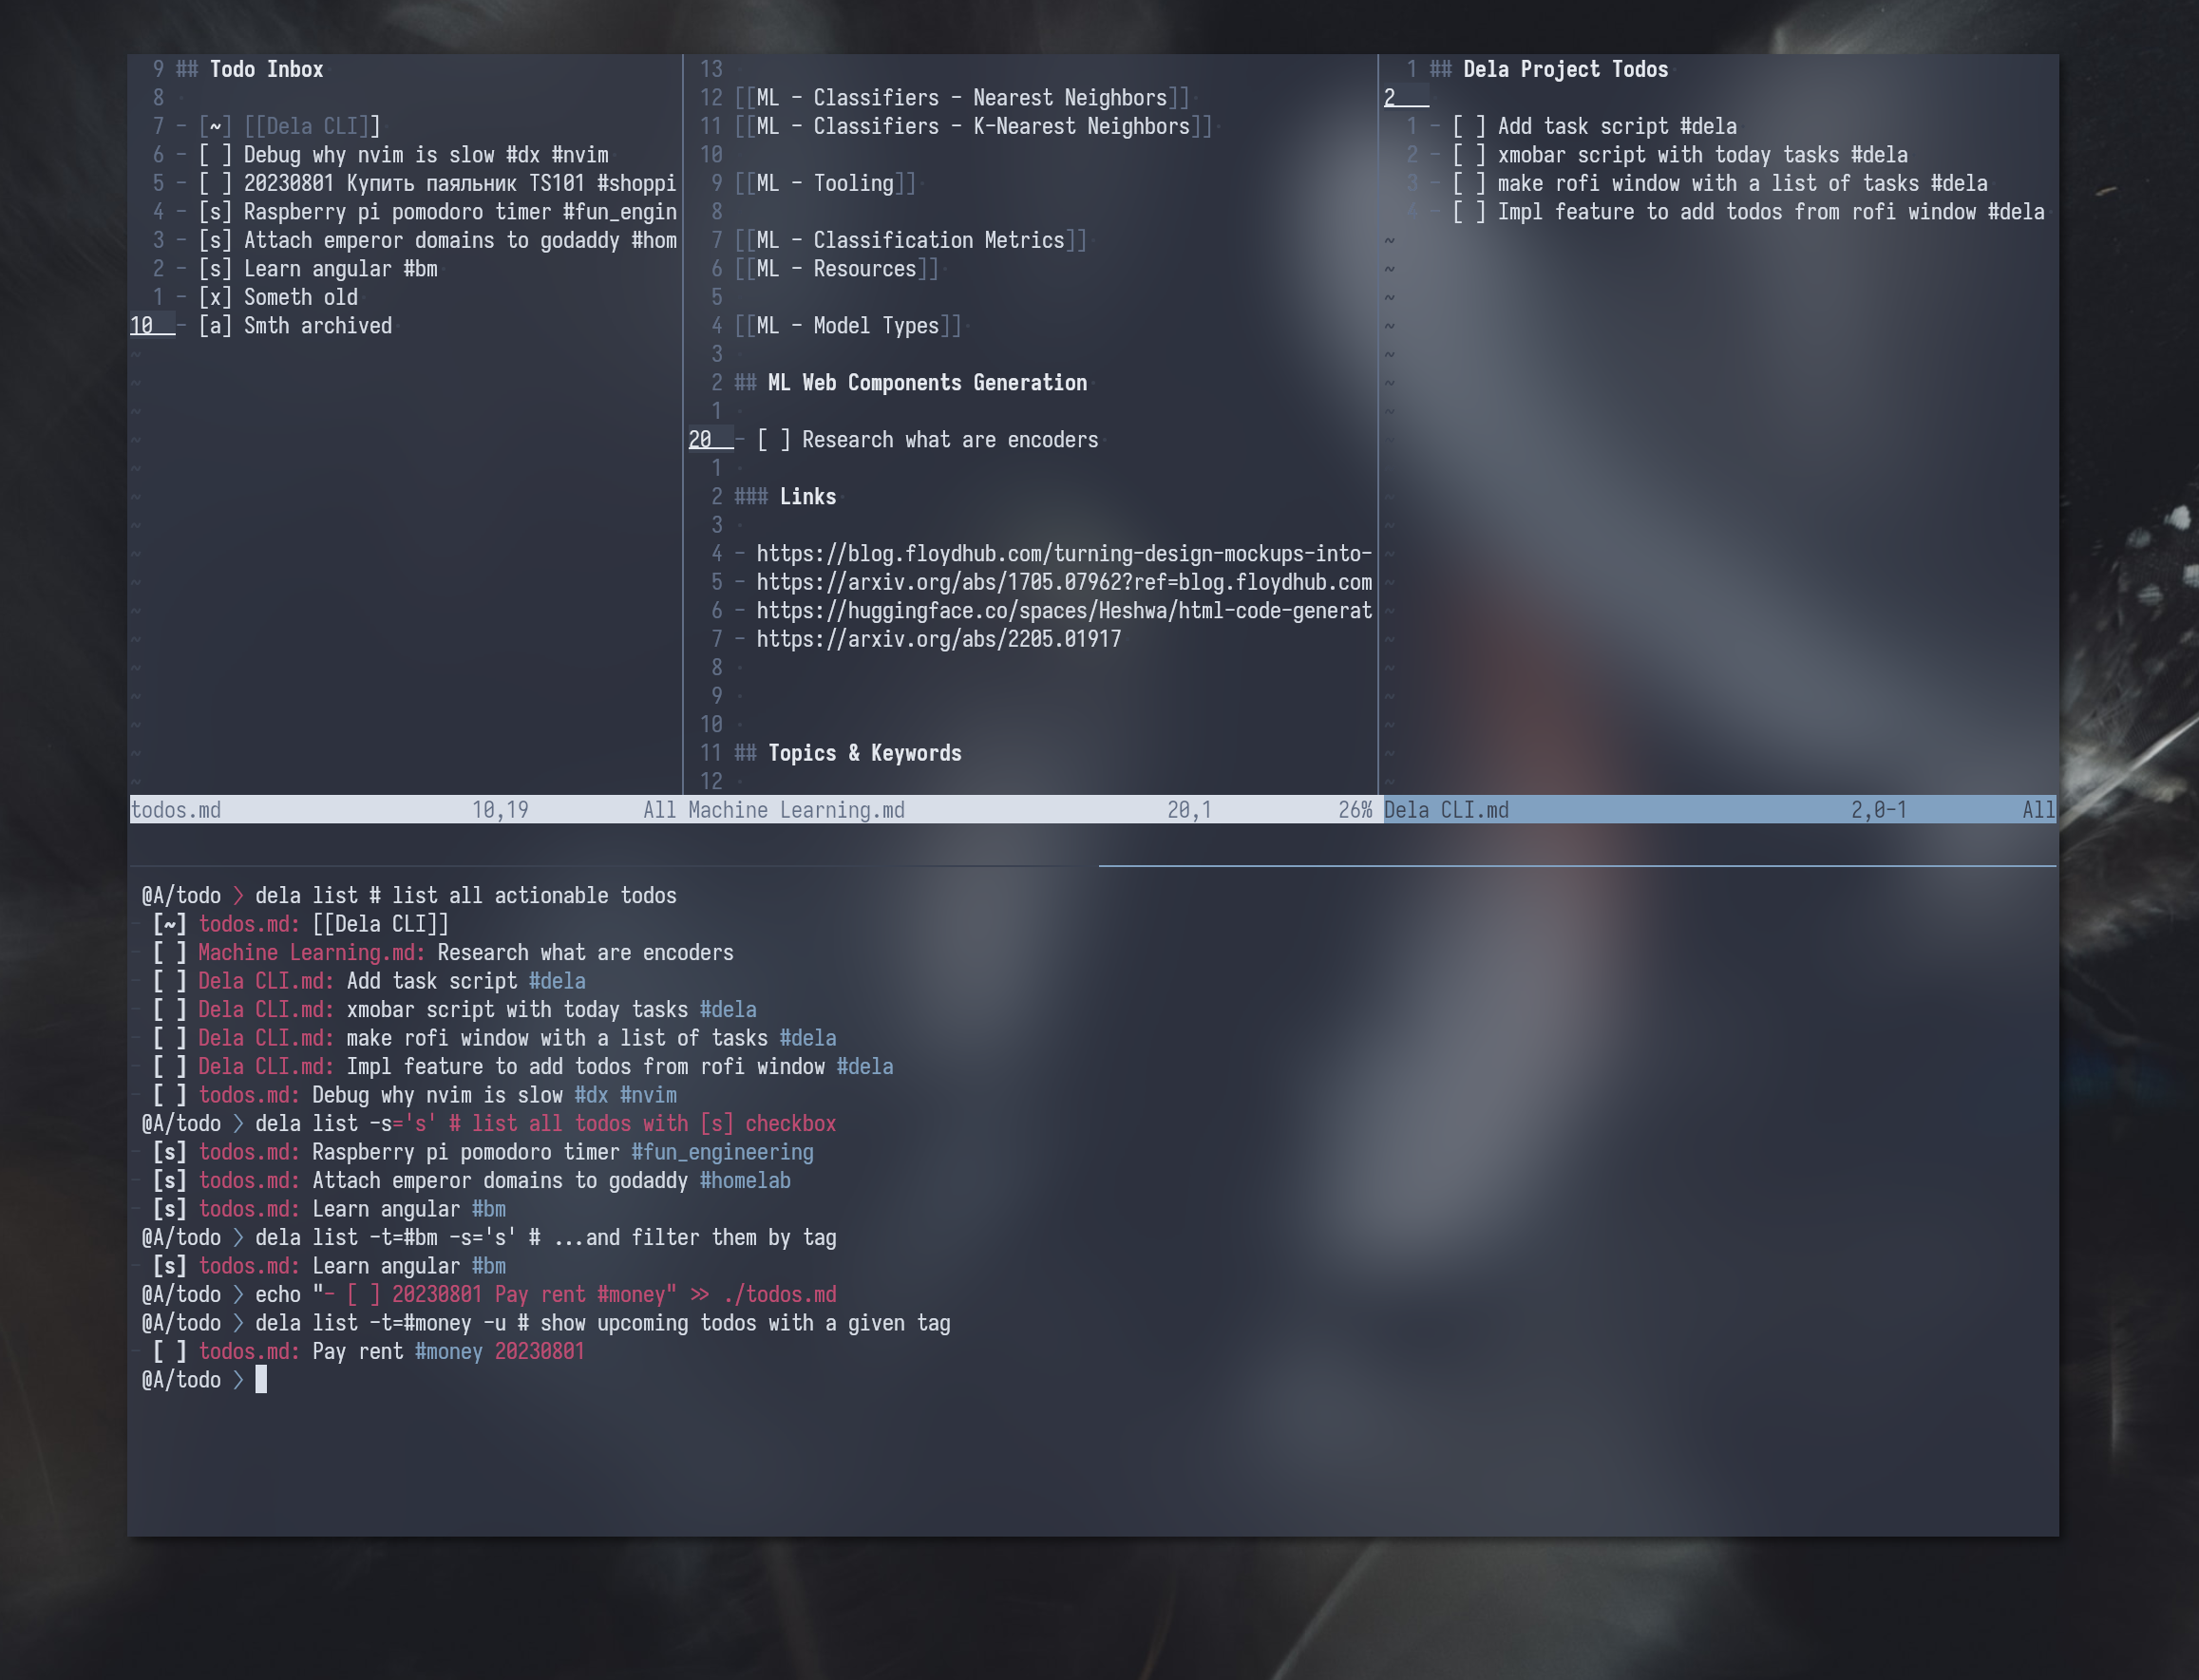 9 ## Todo Inbox
8
7 - [~] [[Dela CLI]]
6 - [ ] Debug why nvim is slow #dx #nvim
5 - [ ] 20230801 Купить паяльник TS101 #shoppi
4 - [s] Raspberry pi pomodoro timer #fun_engin
3 - [s] Attach emperor domains to godaddy #hom
2 - [s] Learn angular #bm
1 - [x] Someth old
10 - [a] Smth archived
todos.md 10,19 All
13
12 [[ML - Classifiers - Nearest Neighbors]]
11 [[ML - Classifiers - K-Nearest Neighbors]]
10
9 [[ML - Tooling]]
8
7 [[ML - Classification Metrics]]
6 [[ML - Resources]]
5
4 [[ML - Model Types]]
3
2 ## ML Web Components Generation
1
20 - [ ] Research what are encoders
1
2 ### Links
3
4 - https://blog.floydhub.com/turning-design-mockups-into-
5 - https://arxiv.org/abs/1705.07962?ref=blog.floydhub.com
6 - https://huggingface.co/spaces/Heshwa/html-code-generat
7 - https://arxiv.org/abs/2205.01917
8
9
10
11 ## Topics & Keywords
12
Machine Learning.md 20,1 26%
1 ## Dela Project Todos
2
1 - [ ] Add task script #dela
2 - [ ] xmobar script with today tasks #dela
3 - [ ] make rofi window with a list of tasks #dela
4 - [ ] Impl feature to add todos from rofi window #dela
Dela CLI.md 2,0-1 All
@A/todo > dela list # list all actionable todos
- [~] todos.md: [[Dela CLI]]
- [ ] Machine Learning.md: Research what are encoders
- [ ] Dela CLI.md: Add task script #dela
- [ ] Dela CLI.md: xmobar script with today tasks #dela
- [ ] Dela CLI.md: make rofi window with a list of tasks #dela
- [ ] Dela CLI.md: Impl feature to add todos from rofi window #dela
- [ ] todos.md: Debug why nvim is slow #dx #nvim
@A/todo > dela list -s='s' # list all todos with [s] checkbox
- [s] todos.md: Raspberry pi pomodoro timer #fun_engineering
- [s] todos.md: Attach emperor domains to godaddy #homelab
- [s] todos.md: Learn angular #bm
@A/todo > dela list -t=#bm -s='s' # ...and filter them by tag
- [s] todos.md: Learn angular #bm
@A/todo > echo "- [ ] 20230801 Pay rent #money" >> ./todos.md
@A/todo > dela list -t=#money -u # show upcoming todos with a given tag
- [ ] todos.md: Pay rent #money 20230801
@A/todo >